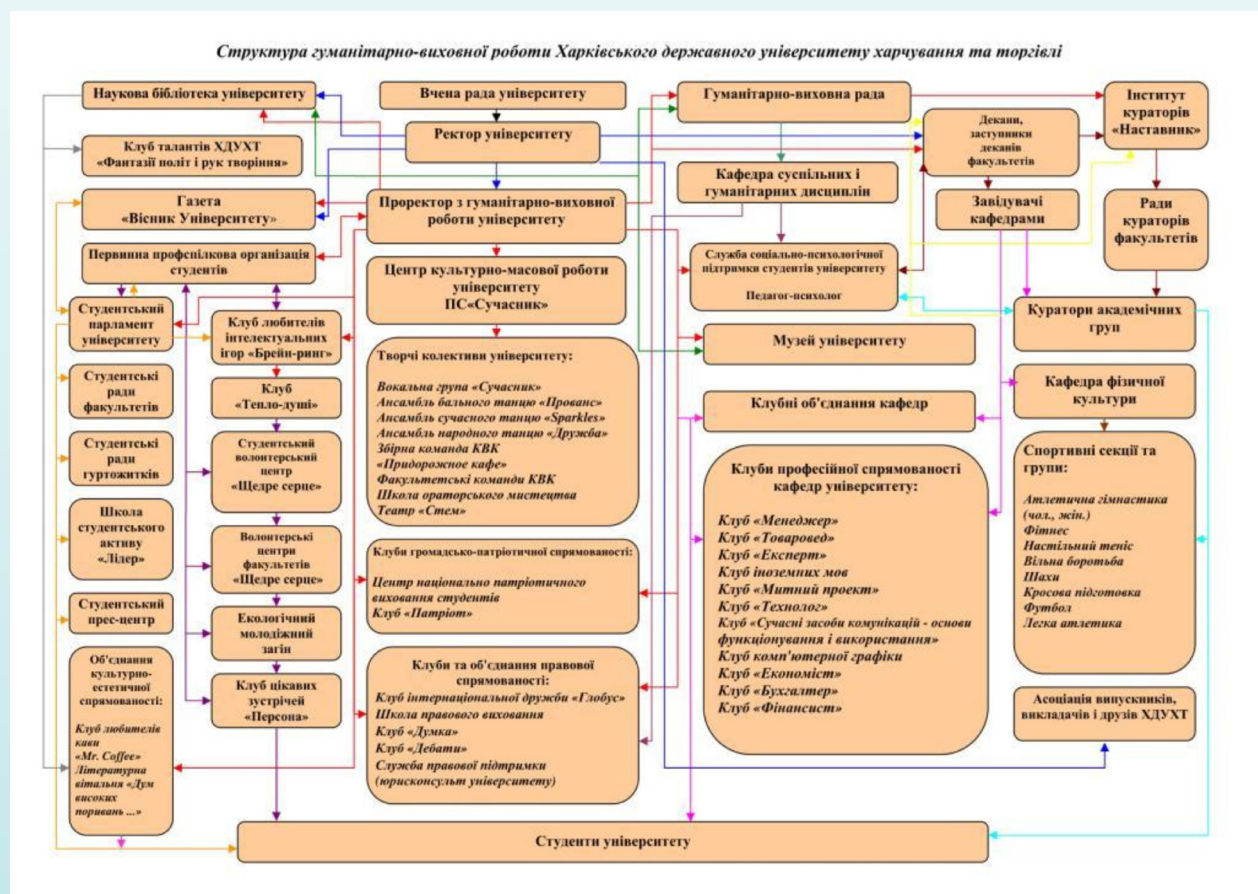 Структура гуманітарно-виховної роботи Харківського державного університету харчування та торгівлі
Наукова бібліотека університету
Вчена рада університету
Гуманітарно-виховна рада
Інститут
кураторів
«Наставник»
Декани,
заступники
деканів
факультетів
Ректор університету
Клуб талантів ХДУХТ
«Фантазії політ і рук творіння»
Кафедра суспільних і
гуманітарних дисциплін
Газета
«Вісник Університету»
Проректор з гуманітарно-виховної
роботи університету
Завідувачі
кафедрами
Ради
кураторів
факультетів
Первинна профспілкова організація
студентів
Центр культурно-масової роботи
університету
ПС«Сучасник»
Служба соціально-психологічної
підтримки студентів університету
Педагог-психолог
Студентський
парламент
університету
Клуб любителів
інтелектуальних
ігор «Брейн-ринг»
Куратори академічних
груп
Музей університету
Творчі колективи університету:
Вокальна група «Сучасник»
Ансамбль бального танцю «Прованс»
Ансамбль сучасного танцю «Sparkles»
Ансамбль народного танцю «Дружба»
Збірна команда КВК
«Придорожное кафе»
Факультетські команди КВК
Школа ораторського мистецтва
Театр «Стем»
Студентські
ради
факультетів
Клуб
«Тепло-душі»
Клубні об'єднання кафедр
Кафедра фізичної
культури
Студентські
ради
гуртожитків
Студентський
волонтерський
центр
«Щедре серце»
Клуби професійної спрямованості
кафедр університету:
Клуб «Менеджер»
Клуб «Товаровед»
Клуб «Експерт»
Клуб іноземних мов
Клуб «Митний проект»
Клуб «Технолог»
Клуб «Сучасні засоби комунікацій - основи
функціонування і використання»
Клуб комп'ютерної графіки
Клуб «Економіст»
Клуб «Бухгалтер»
Клуб «Фінансист»
Спортивні секції та
групи:
Атлетична гімнастика
(чол., жін.)
Фітнес
Настільний теніс
Вільна боротьба
Шахи
Кросова підготовка
Футбол
Легка атлетика
Школа
студентського
активу
«Лідер»
Волонтерські
центри
факультетів
«Щедре серце»
Клуби громадсько-патріотичної спрямованості:
Центр національно патріотичного
виховання студентів
Клуб «Патріот»
Студентський
прес-центр
Екологічний
молодіжний
загін
Об'єднання
культурно-
естетичної
спрямованості:
Клуб любителів
кави
«Mr. Coffee»
Літературна
вітальня «Дум
високих
поривань ...»
Клуб цікавих
зустрічей
«Персона»
Клуби та об'єднання правової
спрямованості:
Клуб інтернаціональної дружби «Глобус»
Школа правового виховання
Клуб «Думка»
Клуб «Дебати»
Служба правової підтримки
(юрисконсульт університету)
Асоціація випускників,
викладачів і друзів ХДУХТ
Студенти університету